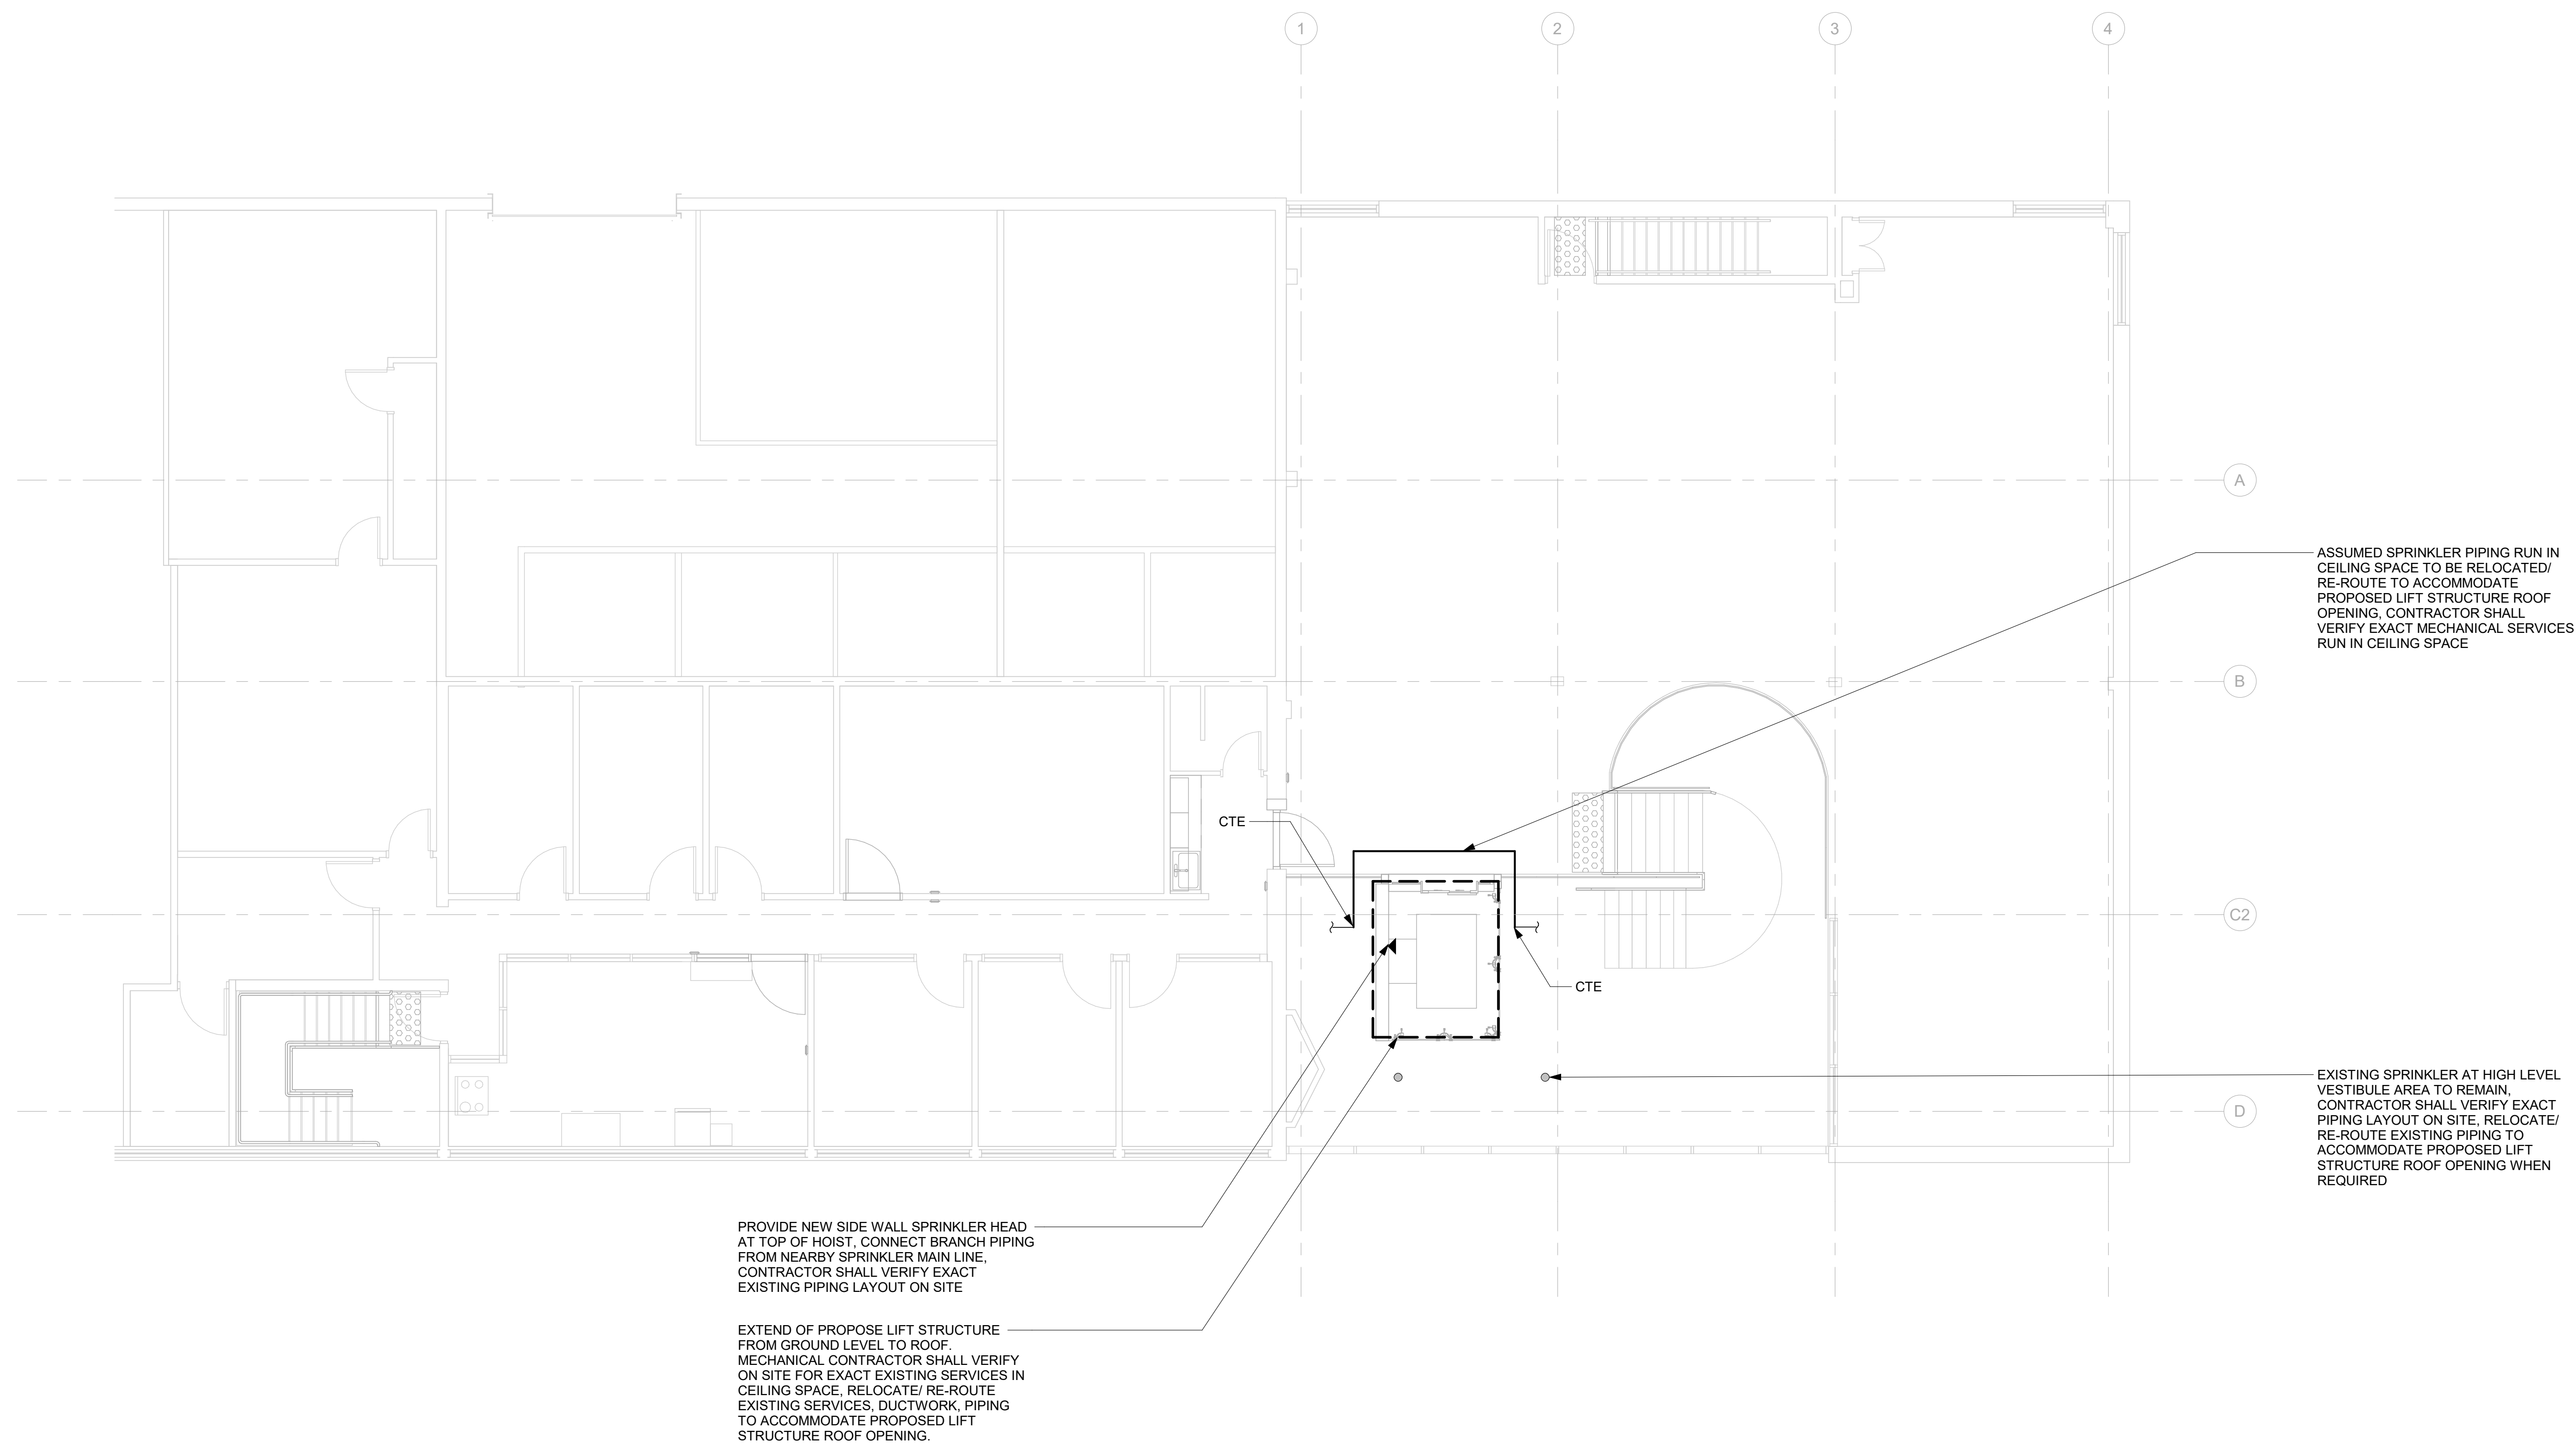 1
2
3
4
A
ASSUMED SPRINKLER PIPING RUN IN
CEILING SPACE TO BE RELOCATED/
RE-ROUTE TO ACCOMMODATE
PROPOSED LIFT STRUCTURE ROOF
OPENING, CONTRACTOR SHALL
VERIFY EXACT MECHANICAL SERVICES
RUN IN CEILING SPACE
B
CTE
C2
CTE
EXISTING SPRINKLER AT HIGH LEVEL
VESTIBULE AREA TO REMAIN,
CONTRACTOR SHALL VERIFY EXACT
PIPING LAYOUT ON SITE, RELOCATE/
RE-ROUTE EXISTING PIPING TO
ACCOMMODATE PROPOSED LIFT
STRUCTURE ROOF OPENING WHEN
REQUIRED
D
PROVIDE NEW SIDE WALL SPRINKLER HEAD
AT TOP OF HOIST, CONNECT BRANCH PIPING
FROM NEARBY SPRINKLER MAIN LINE,
CONTRACTOR SHALL VERIFY EXACT
EXISTING PIPING LAYOUT ON SITE
EXTEND OF PROPOSE LIFT STRUCTURE
FROM GROUND LEVEL TO ROOF.
MECHANICAL CONTRACTOR SHALL VERIFY
ON SITE FOR EXACT EXISTING SERVICES IN
CEILING SPACE, RELOCATE/ RE-ROUTE
EXISTING SERVICES, DUCTWORK, PIPING
TO ACCOMMODATE PROPOSED LIFT
STRUCTURE ROOF OPENING.